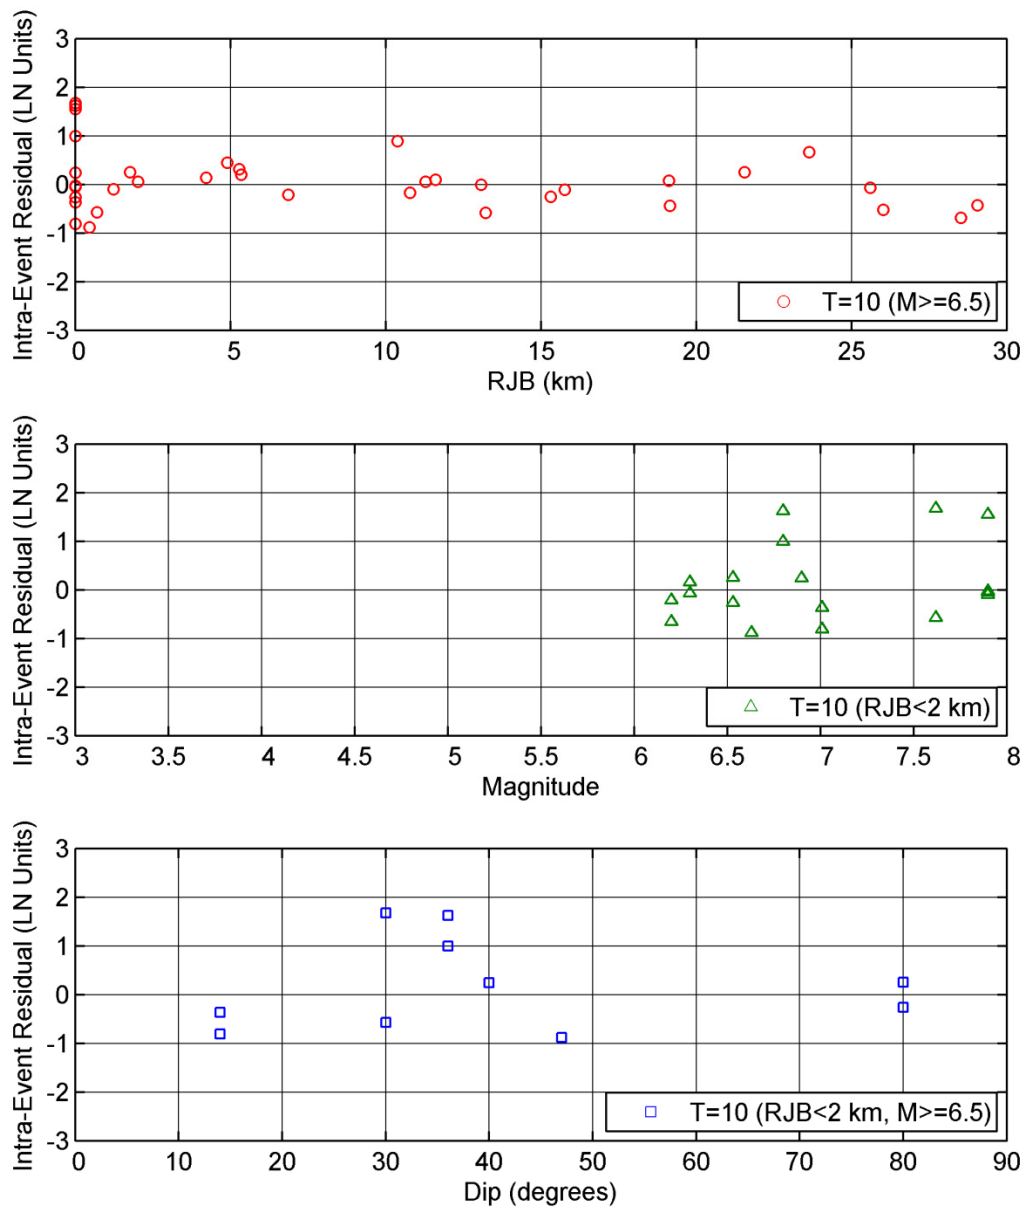 Intra-Event Residual (LN Units)
3
2
1
0
-1
-2
-3
T=10 (M>=6.5)
0 5 10 15 20 25 30
RJB (km)
Intra-Event Residual (LN Units)
3
2
1
0
-1
-2
-3
T=10 (RJB<2 km)
3 3.5 4 4.5 5 5.5 6 6.5 7 7.5 8
Magnitude
Intra-Event Residual (LN Units)
3
2
1
0
-1
-2
-3
T=10 (RJB<2 km, M>=6.5)
0 10 20 30 40 50 60 70 80 90
Dip (degrees)